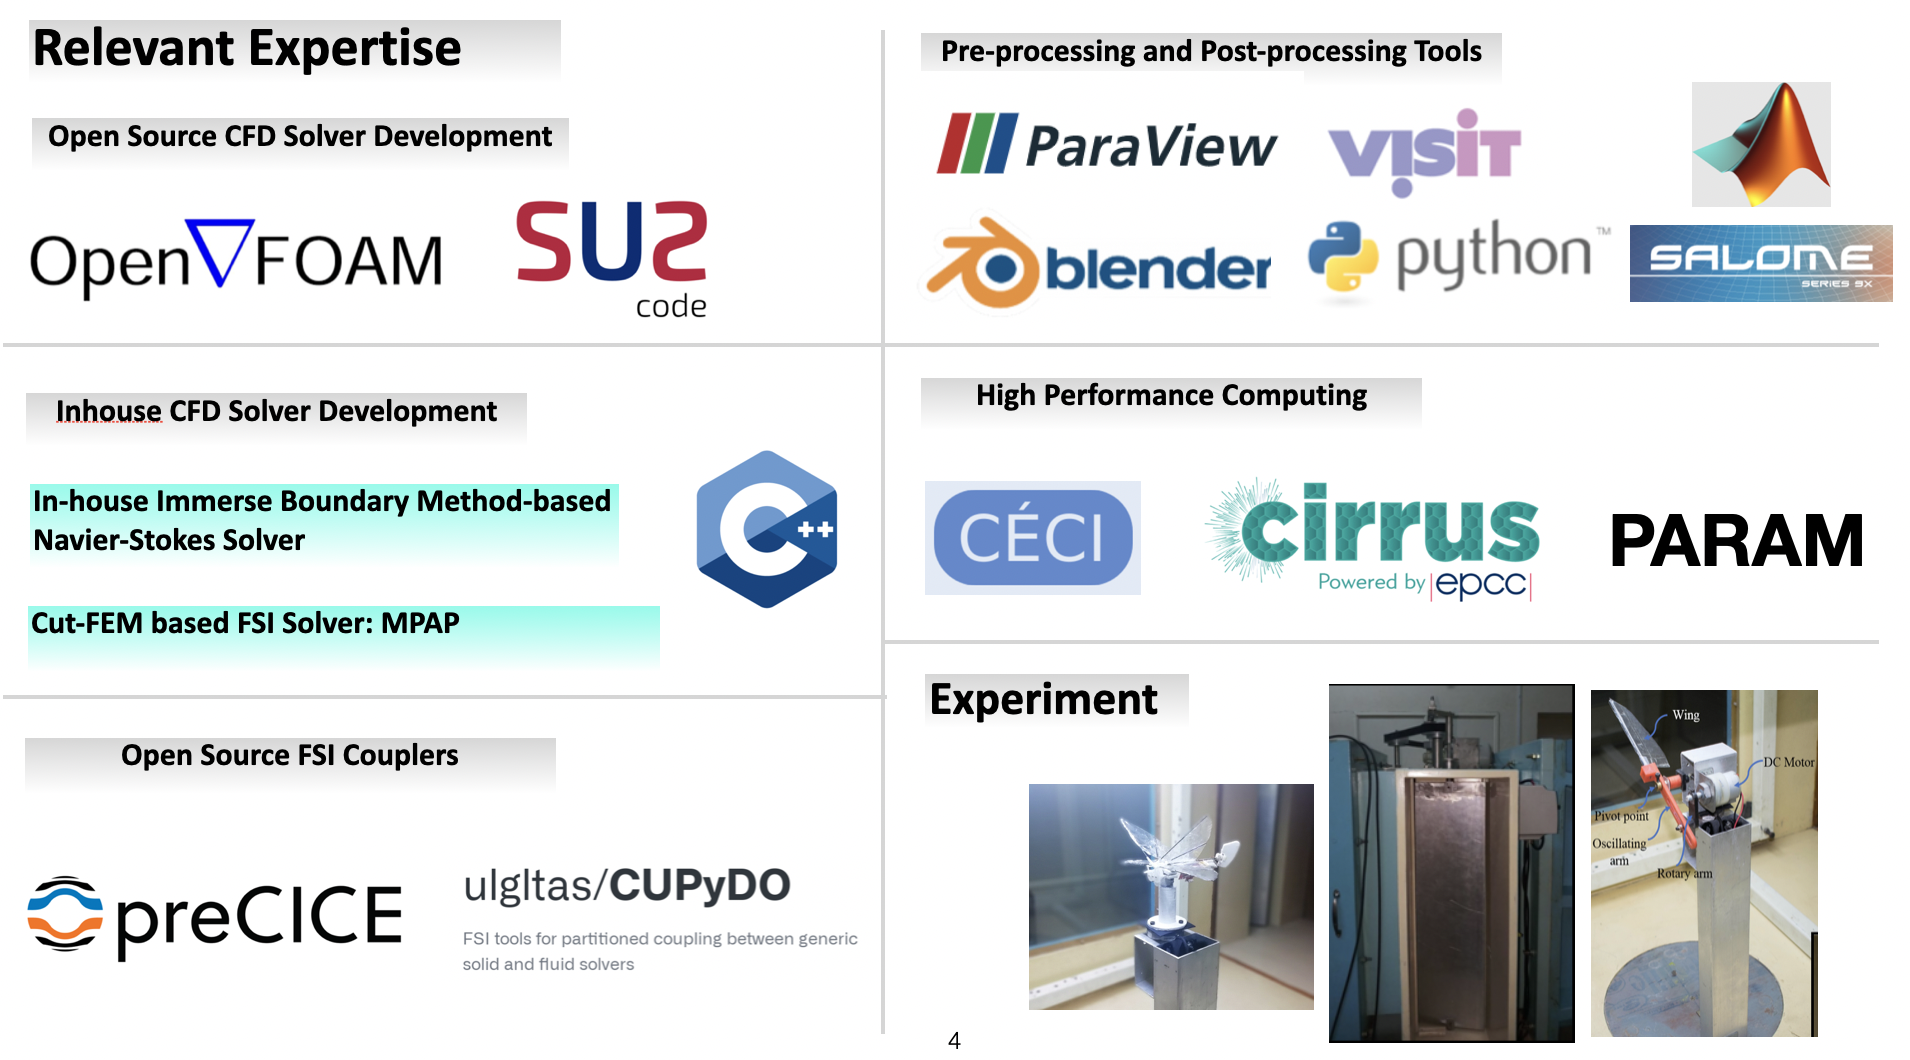 Relevant Expertise
Open Source CFD Solver Development
OpenFOAM
SU2
code
Inhouse CFD Solver Development
In-house Immerse Boundary Method-based
Navier-Stokes Solver
C++
Cut-FEM based FSI Solver: MPAP
Open Source FSI Couplers
preCICE
ulgltas/CUPyDO
FSI tools for partitioned coupling between generic
solid and fluid solvers
Pre-processing and Post-processing Tools
ParaView
VISIT
blender
python™
SALOME
SERIES 9X
High Performance Computing
CÉCI
cirrus
Powered by |epcc|
PARAM
Experiment
Wing
DC Motor
Pivot point
Oscillating
arm
Rotary arm
4